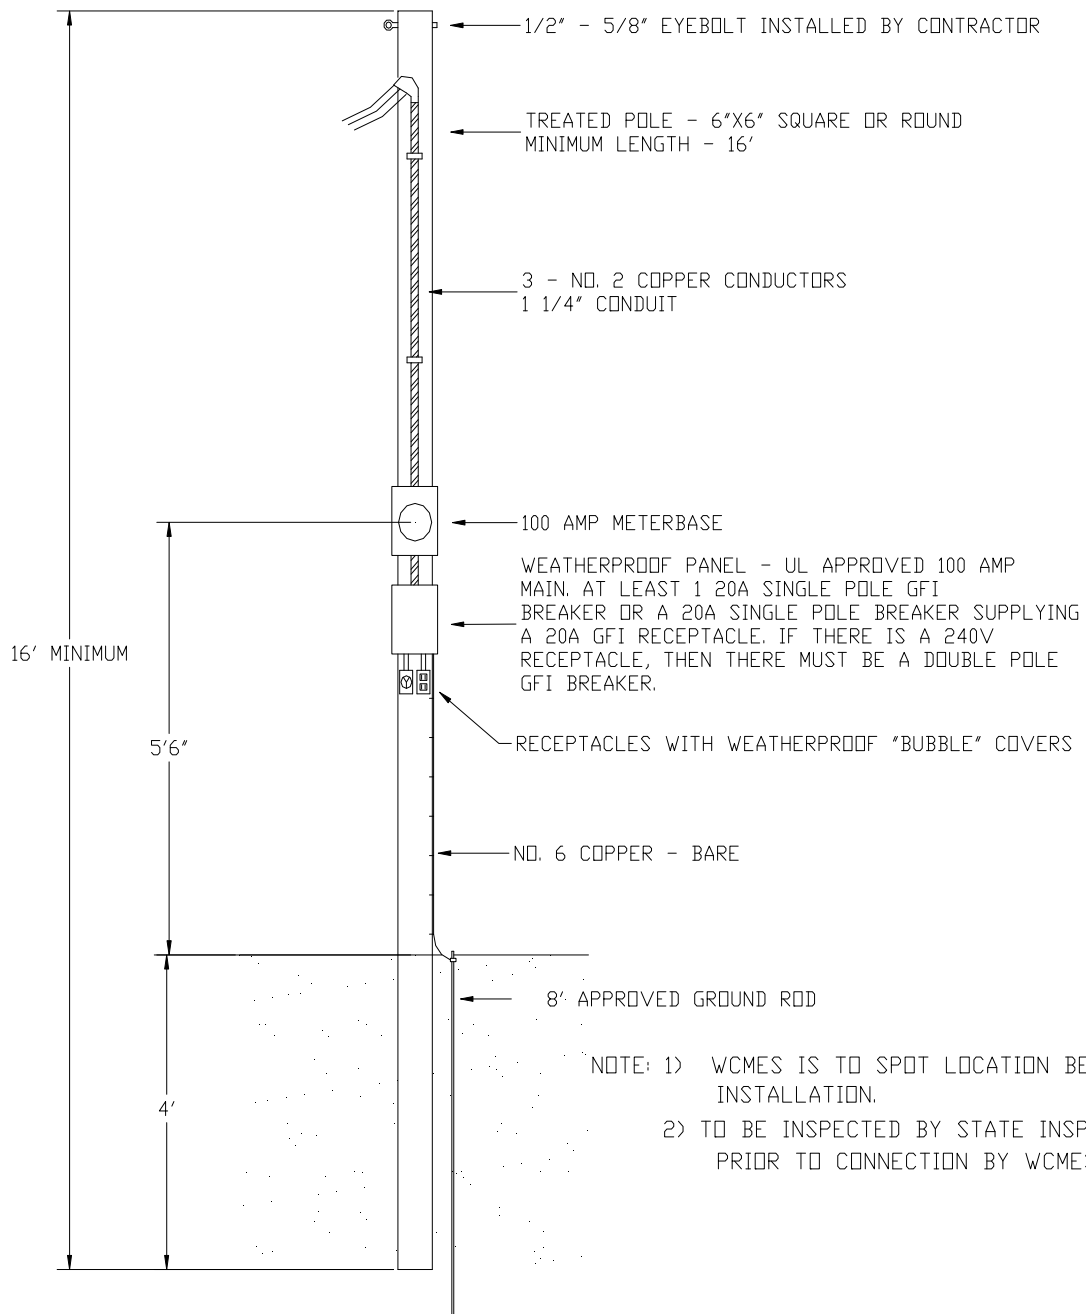 1/2" - 5/8" EYEBOLT INSTALLED BY CONTRACTOR
TREATED POLE - 6"X6" SQUARE OR ROUND
MINIMUM LENGTH - 16'
3 - NO. 2 COPPER CONDUCTORS
1 1/4" CONDUIT
100 AMP METERBASE
WEATHERPROOF PANEL - UL APPROVED 100 AMP
MAIN. AT LEAST 1 20A SINGLE POLE GFI
BREAKER OR A 20A SINGLE POLE BREAKER SUPPLYING
A 20A GFI RECEPTACLE. IF THERE IS A 240V
RECEPTACLE, THEN THERE MUST BE A DOUBLE POLE
GFI BREAKER.
16' MINIMUM
5'6"
RECEPTACLES WITH WEATHERPROOF "BUBBLE" COVERS
NO. 6 COPPER - BARE
8' APPROVED GROUND ROD
4'
NOTE: 1) WCMES IS TO SPOT LOCATION
INSTALLATION.
2) TO BE INSPECTED BY STATE
PRIOR TO CONNECTION BY